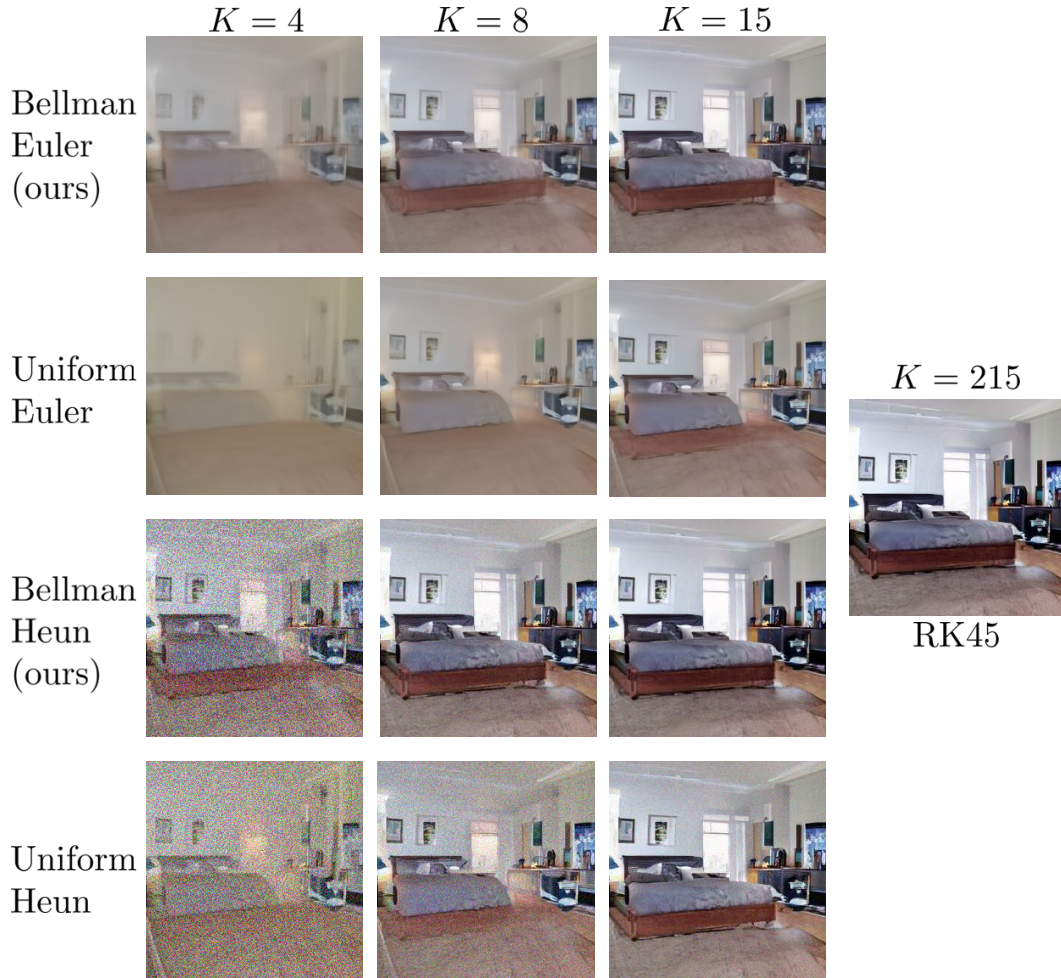 K = 4
K = 8
K = 15
Bellman
Euler
(ours)
Uniform
Euler
K = 215
RK45
Bellman
Heun
(ours)
Uniform
Heun